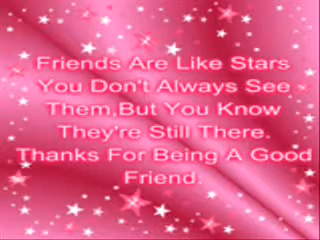 Friends Are Like Stars
You Don't Always See
Them,But You Know
They're Still There.
Thanks For Being A Good
Friend.